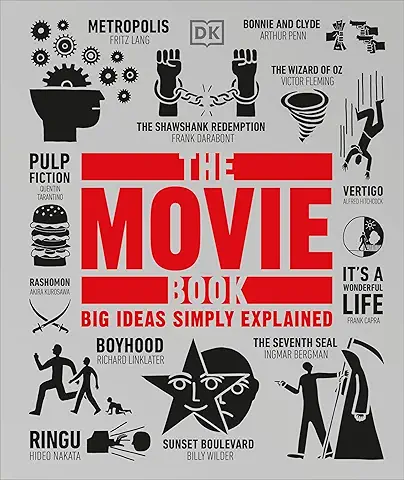 METROPOLIS
FRITZ LANG
DK
BONNIE AND CLYDE
ARTHUR PENN
THE WIZARD OF OZ
VICTOR FLEMING
THE SHAWSHANK REDEMPTION
FRANK DARABONT
PULP
FICTION
QUENTIN
TARANTINO
THE
MOVIE
BOOK
BIG IDEAS SIMPLY EXPLAINED
VERTIGO
ALFRED HITCHCOCK
RASHOMON
AKIRA KUROSAWA
IT'S A
WONDERFUL
LIFE
FRANK CAPRA
BOYHOOD
RICHARD LINKLATER
THE SEVENTH SEAL
INGMAR BERGMAN
RINGU
HIDEO NAKATA
SUNSET BOULEVARD
BILLY WILDER